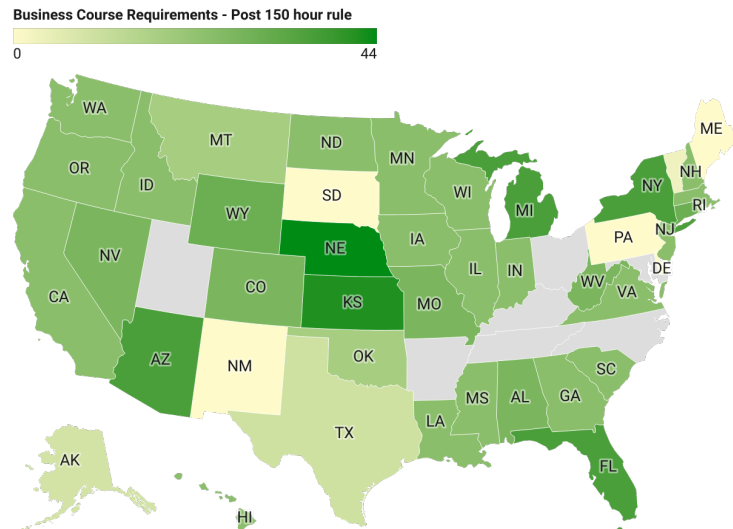 Business Course Requirements - Post 150 hour rule
0 44
WA
ME
MT
ND
MN
OR
NH
ID
WI
NY
SD
MI
RI
WY
NJ
PA
IA
NE
NV
DE
IL
IN
CO
WV
CA
KS
MO
VA
AZ
OK
NM
SC
MS
AL
GA
LA
TX
AK
FL
HI